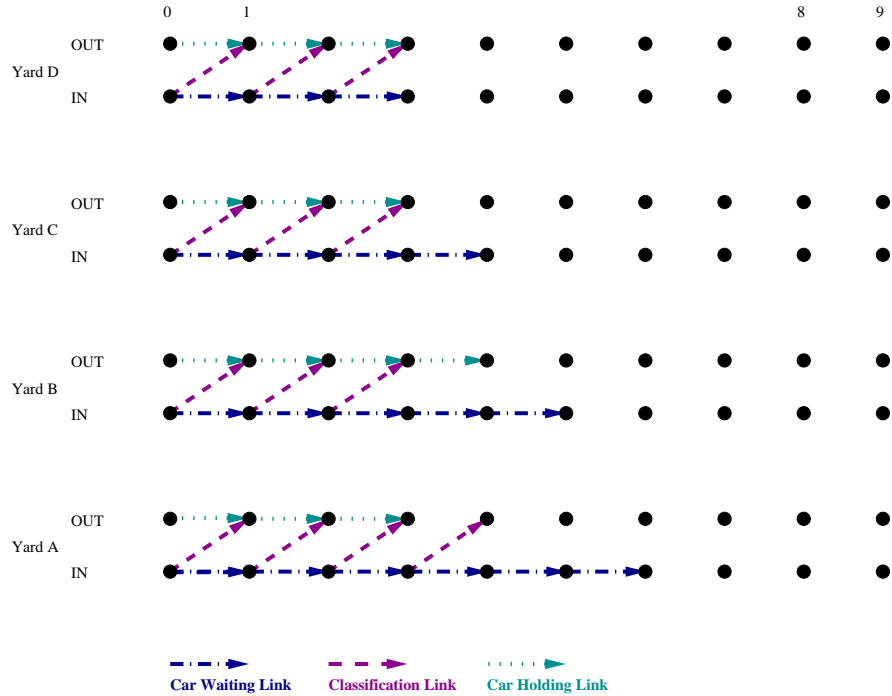 0 1 8 9
OUT
Yard D
IN
OUT
Yard C
IN
OUT
Yard B
IN
OUT
Yard A
IN
Car Waiting Link Classification Link Car Holding Link